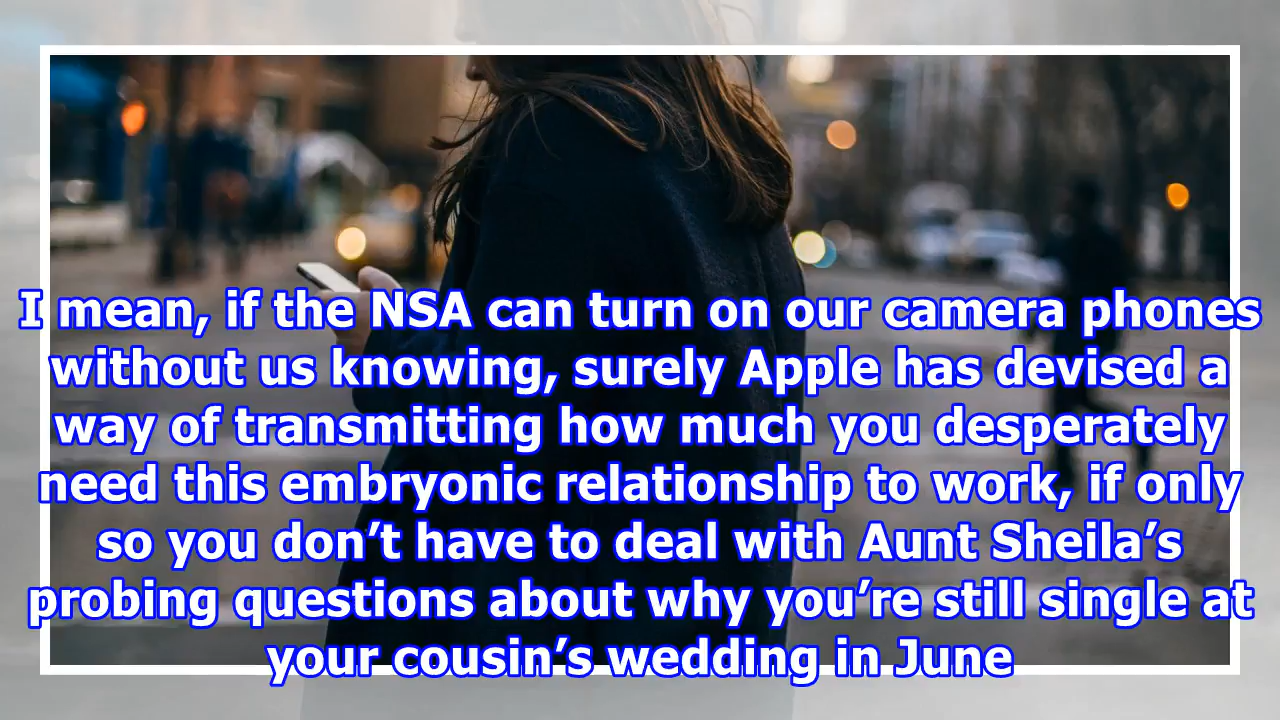 I mean, if the NSA can turn on our camera phones
without us knowing, surely Apple has devised a
way of transmitting how much you desperately
need this embryonic relationship to work, if only
so you don’t have to deal with Aunt Sheila’s
probing questions about why you’re still single at
your cousin’s wedding in June